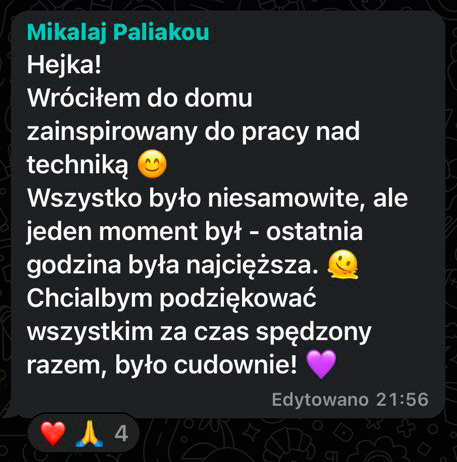 Mikalaj Paliakou
Hejka!
Wróciłem do domu
zainspirowany do pracy nad
techniką 😊
Wszystko było niesamowite, ale
jeden moment był - ostatnia
godzina była najcięższa. 🫠
Chcialbym podziękować
wszystkim za czas spędzony
razem, było cudownie! 💜
Edytowano 21:56
❤️ 🙏 4